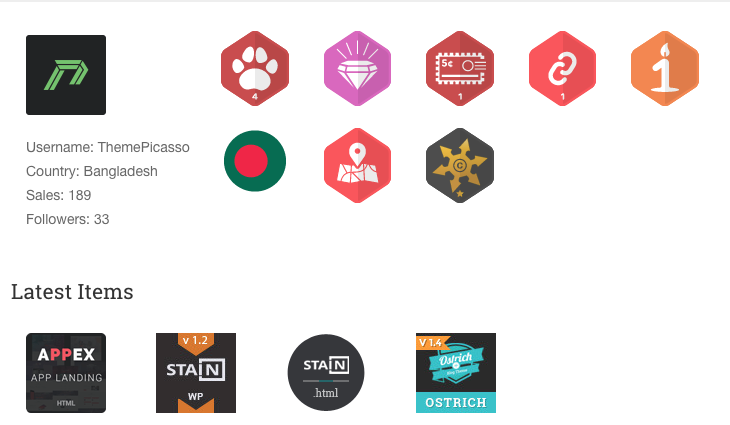 4
5¢
1
1
1
C
Username: ThemePicasso
Country: Bangladesh
Sales: 189
Followers: 33
Latest Items
APPEX
APP LANDING
HTML
v 1.2
STAIN
WP
STAIN
.html
V 1.4
Ostrich
OSTRICH